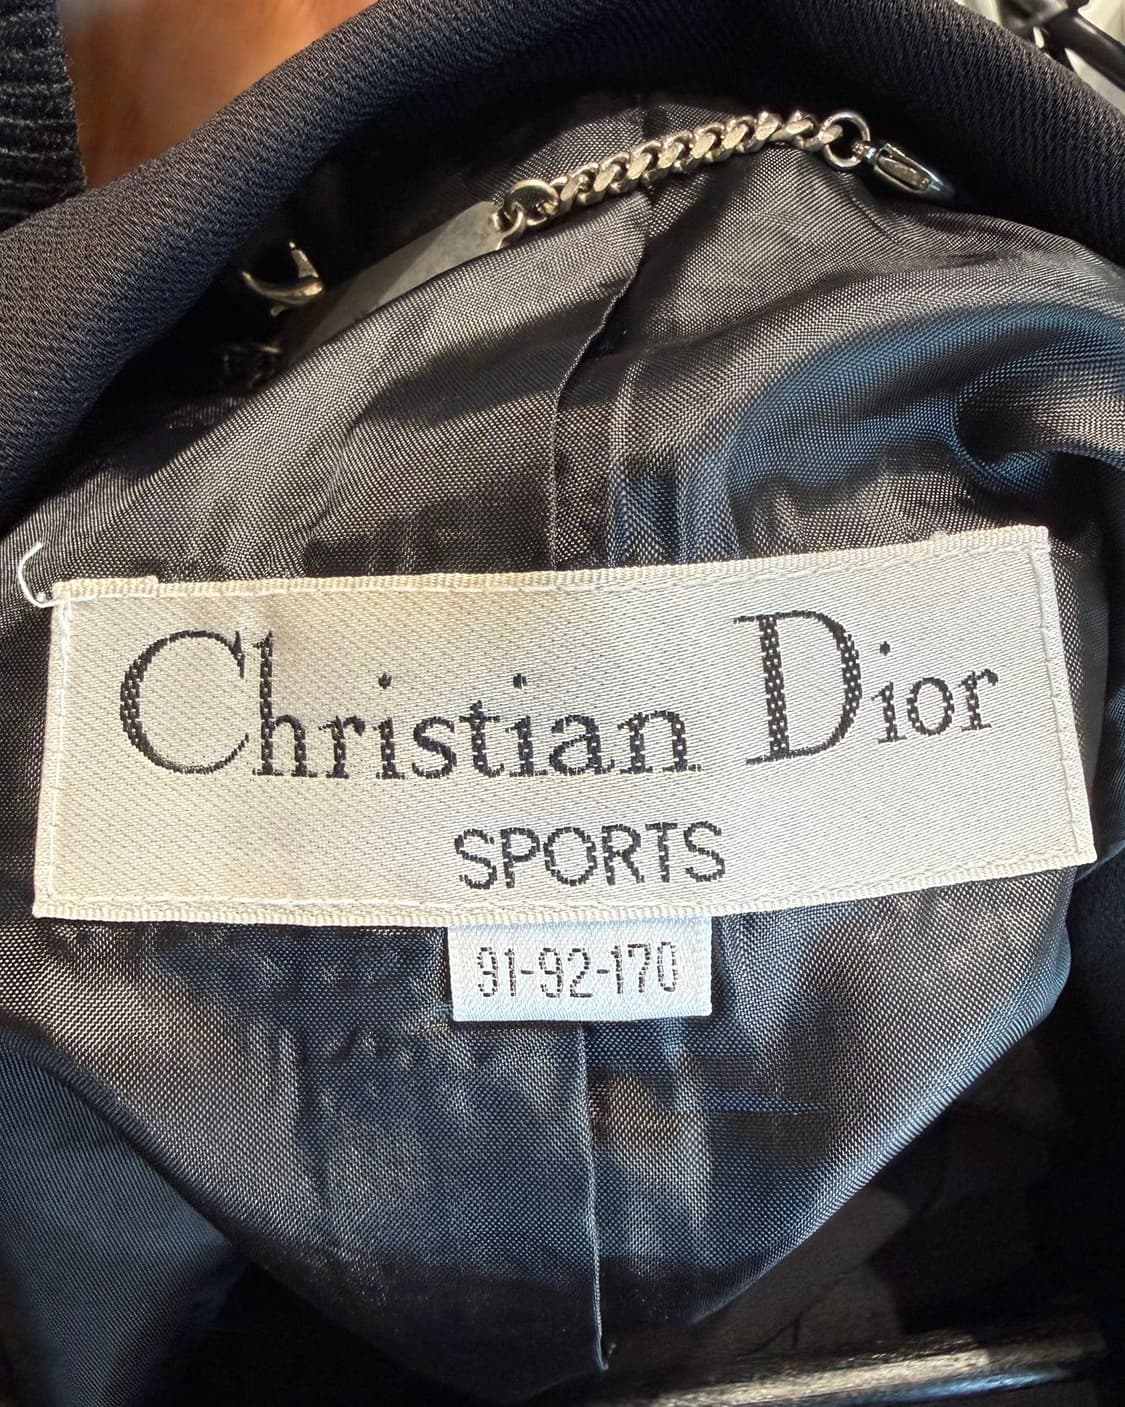 Christian Dior
SPORTS
91-92-170